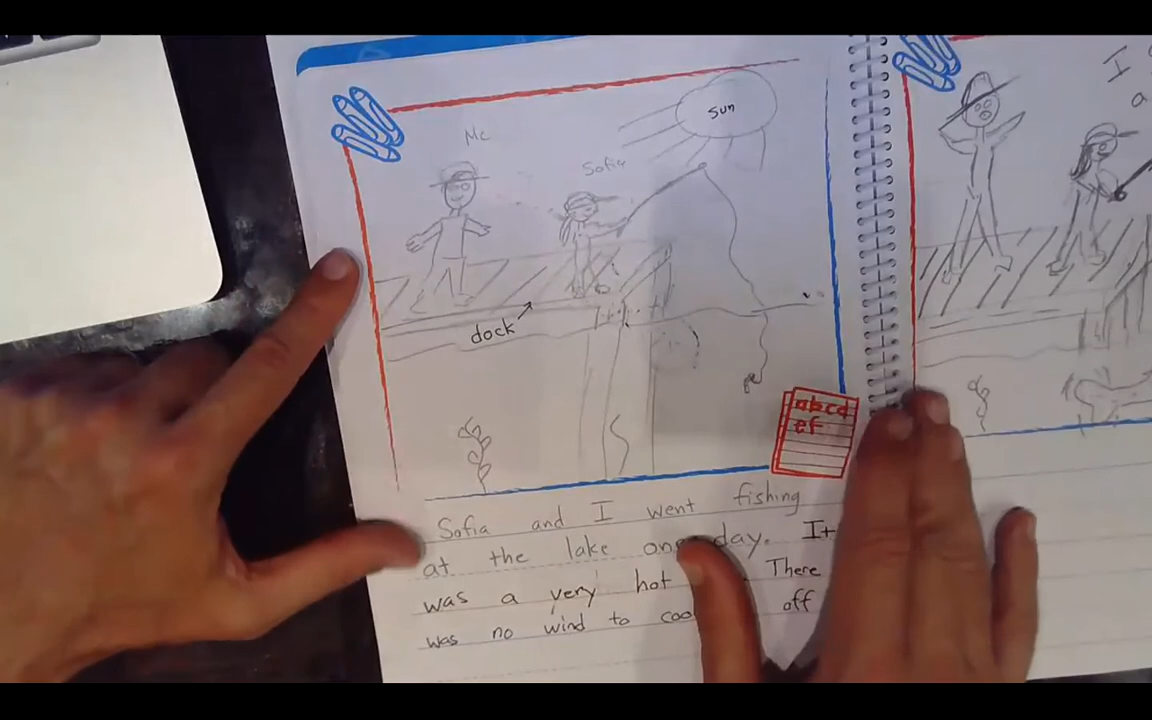 Me
Sofia
sun
dock
abcd
ef
Sofia and I went fishing
at the lake one day. It
was a very hot There
was no wind to off
I
a